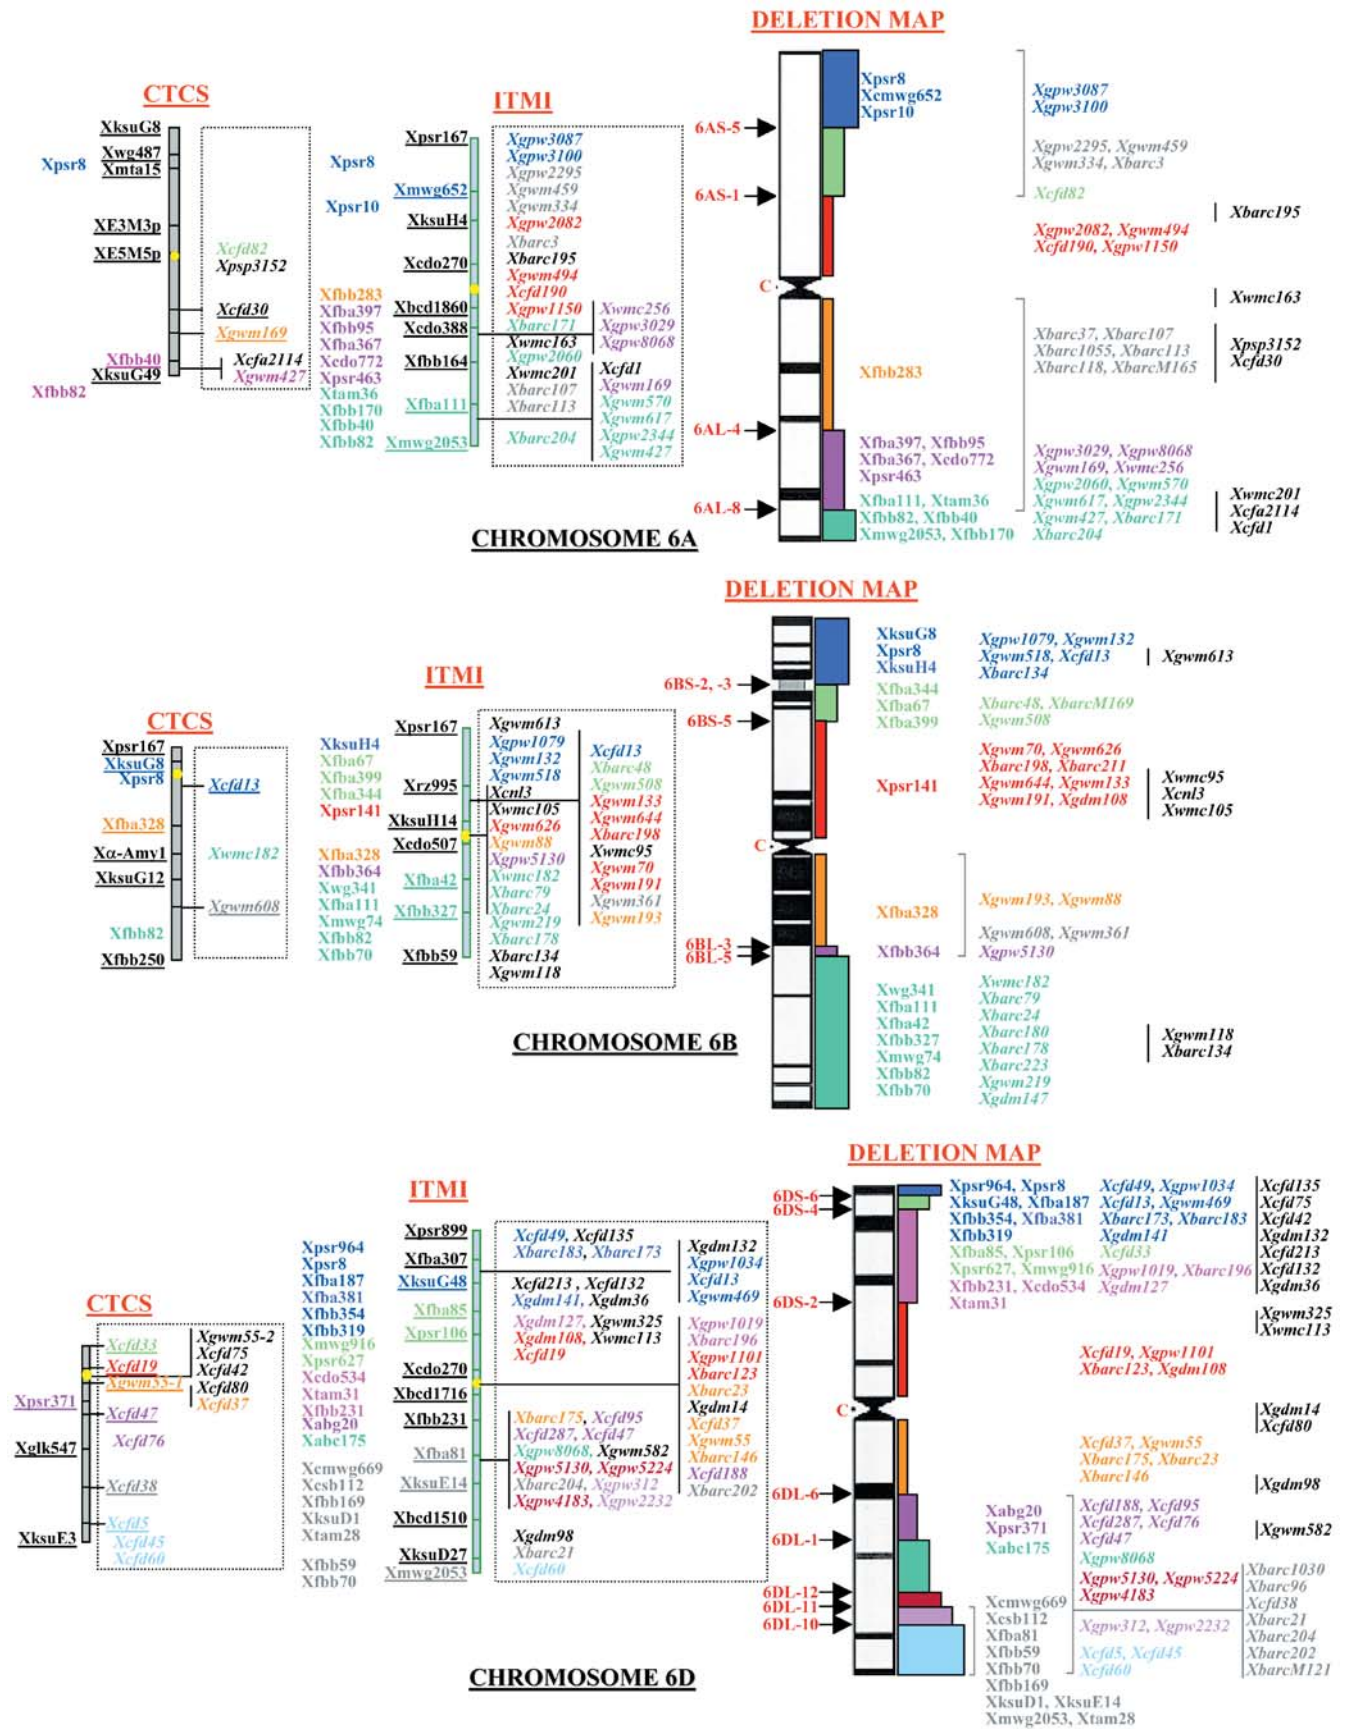 DELETION MAP
CTCS
XksuG8
Xwg487
Xpsr8
Xmta15
XE3M3p
XE5M5p
Xcfd82
Xpsp3152
Xcfd30
Xgwm169
Xfbb40
XksuG49
Xcfa2114
Xgwm427
Xfbb82
ITMI
Xpsr167
Xpsr8
Xmwg652
Xpsr10
XksuH4
Xcdo270
Xfbb283
Xfba397
Xfbb95
Xfba367
Xcdo772
Xpsr463
Xtam36
Xfbb170
Xfbb40
Xfbb82
Xbcd1860
Xcdo388
Xfbb164
Xfba111
Xmwg2053
Xgpw3087
Xgpw3100
Xgpw2295
Xgwm459
Xgwm334
Xgpw2082
Xbarc3
Xbarc195
Xgwm494
Xcfd190
Xgpw1150
Xbarc171
Xwmc163
Xgpw2060
Xwmc201
Xbarc107
Xbarc113
Xbarc204
Xwmc256
Xgpw3029
Xgpw8068
Xcfd1
Xgwm169
Xgwm570
Xgwm617
Xgpw2344
Xgwm427
6AS-5
6AS-1
C
6AL-4
6AL-8
Xpsr8
Xcmwg652
Xpsr10
Xfbb283
Xfba397, Xfbb95
Xfba367, Xcdo772
Xpsr463
Xfba111, Xtam36
Xfbb82, Xfbb40
Xmwg2053, Xfbb170
Xgpw3087
Xgpw3100
Xgpw2295, Xgwm459
Xgwm334, Xbarc3
Xcfd82
Xgpw2082, Xgwm494
Xcfd190, Xgpw1150
Xbarc37, Xbarc107
Xbarc1055, Xbarc113
Xbarc118, XbarcM165
Xgpw3029, Xgpw8068
Xgwm169, Xwmc256
Xgpw2060, Xgwm570
Xgwm617, Xgpw2344
Xgwm427, Xbarc171
Xbarc204
Xbarc195
Xwmc163
Xpsp3152
Xcfd30
Xwmc201
Xcfa2114
Xcfd1
CHROMOSOME 6A
DELETION MAP
CTCS
Xpsr167
XksuG8
Xpsr8
Xcfd13
Xfba328
Xα-Amy1
Xwmc182
XksuG12
Xgwm608
Xfbb82
Xfbb250
ITMI
XksuH4
Xfba67
Xfba399
Xfba344
Xpsr141
Xfba328
Xfbb364
Xwg341
Xfba111
Xmwg74
Xfbb82
Xfbb70
Xpsr167
Xrz995
XksuH14
Xcdo507
Xfba42
Xfbb327
Xfbb59
Xgwm613
Xgpw1079
Xgwm132
Xgwm518
Xcnl3
Xwmc105
Xgwm626
Xgwm88
Xgpw5130
Xwmc182
Xbarc79
Xbarc24
Xgwm219
Xbarc178
Xbarc134
Xgwm118
Xcfd13
Xbarc48
Xgwm508
Xgwm133
Xgwm644
Xbarc198
Xwmc95
Xgwm70
Xgwm191
Xgwm361
Xgwm193
6BS-2, -3
6BS-5
C
6BL-3
6BL-5
XksuG8
Xpsr8
XksuH4
Xfba344
Xfba67
Xfba399
Xpsr141
Xfba328
Xfbb364
Xwg341
Xfba111
Xfba42
Xfbb327
Xmwg74
Xfbb82
Xfbb70
Xgpw1079, Xgwm132
Xgwm518, Xcfd13
Xbarc134
Xbarc48, XbarcM169
Xgwm508
Xgwm70, Xgwm626
Xbarc198, Xbarc211
Xgwm644, Xgwm133
Xgwm191, Xgdm108
Xgwm193, Xgwm88
Xgwm608, Xgwm361
Xgpw5130
Xwmc182
Xbarc79
Xbarc24
Xbarc180
Xbarc178
Xbarc223
Xgwm219
Xgdm147
Xgwm613
Xwmc95
Xcnl3
Xwmc105
Xgwm118
Xbarc134
CHROMOSOME 6B
DELETION MAP
CTCS
Xcfd33
Xcfd19
Xgwm55-1
Xpsr371
Xcfd47
Xcfd76
Xglk547
Xcfd38
Xcfd5
XksuE3
Xcfd45
Xcfd60
Xgwm55-2
Xcfd75
Xcfd42
Xcfd80
Xcfd37
ITMI
Xpsr964
Xpsr8
Xfba187
Xfba381
Xfbb354
Xfbb319
Xmwg916
Xpsr627
Xcdo534
Xtam31
Xfbb231
Xabg20
Xabc175
Xcmwg669
Xcsb112
Xfbb169
XksuD1
Xtam28
Xfbb59
Xfbb70
Xpsr899
Xfba307
XksuG48
Xfba85
Xpsr106
Xcdo270
Xbcd1716
Xfbb231
Xfba81
XksuE14
Xbcd1510
XksuD27
Xmwg2053
Xcfd49, Xcfd135
Xbarc183, Xbarc173
Xcfd213 , Xcfd132
Xgdm141, Xgdm36
Xgdm127, Xgwm325
Xgdm108, Xwmc113
Xcfd19
Xbarc175, Xcfd95
Xcfd287, Xcfd47
Xgpw8068, Xgwm582
Xgpw5130, Xgpw5224
Xbarc204, Xgpw312
Xgpw4183, Xgpw2232
Xgdm98
Xbarc21
Xcfd60
Xgdm132
Xgpw1034
Xcfd13
Xgwm469
Xgpw1019
Xbarc196
Xgpw1101
Xbarc123
Xbarc23
Xgdm14
Xcfd37
Xgwm55
Xbarc146
Xcfd188
Xbarc202
6DS-6
6DS-4
6DS-2
C
6DL-6
6DL-1
6DL-12
6DL-11
6DL-10
Xpsr964, Xpsr8
XksuG48, Xfba187
Xfbb354, Xfba381
Xfbb319
Xfba85, Xpsr106
Xpsr627, Xmwg916
Xfbb231, Xcdo534
Xtam31
Xabg20
Xpsr371
Xabc175
Xcmwg669
Xcsb112
Xfba81
Xfbb59
Xfbb70
Xfbb169
XksuD1, XksuE14
Xmwg2053, Xtam28
Xcfd49, Xgpw1034
Xcfd13, Xgwm469
Xbarc173, Xbarc183
Xgdm141
Xcfd33
Xgpw1019, Xbarc196
Xgdm127
Xcfd19, Xgpw1101
Xbarc123, Xgdm108
Xcfd37, Xgwm55
Xbarc175, Xbarc23
Xbarc146
Xcfd188, Xcfd95
Xcfd287, Xcfd76
Xcfd47
Xgpw8068
Xgpw5130, Xgpw5224
Xgpw4183
Xgpw312, Xgpw2232
Xcfd5, Xcfd45
Xcfd60
Xcfd135
Xcfd75
Xcfd42
Xgdm132
Xcfd213
Xcfd132
Xgdm36
Xgwm325
Xwmc113
Xgdm14
Xcfd80
Xgdm98
Xgwm582
Xbarc1030
Xbarc96
Xcfd38
Xbarc21
Xbarc204
Xbarc202
XbarcM121
CHROMOSOME 6D